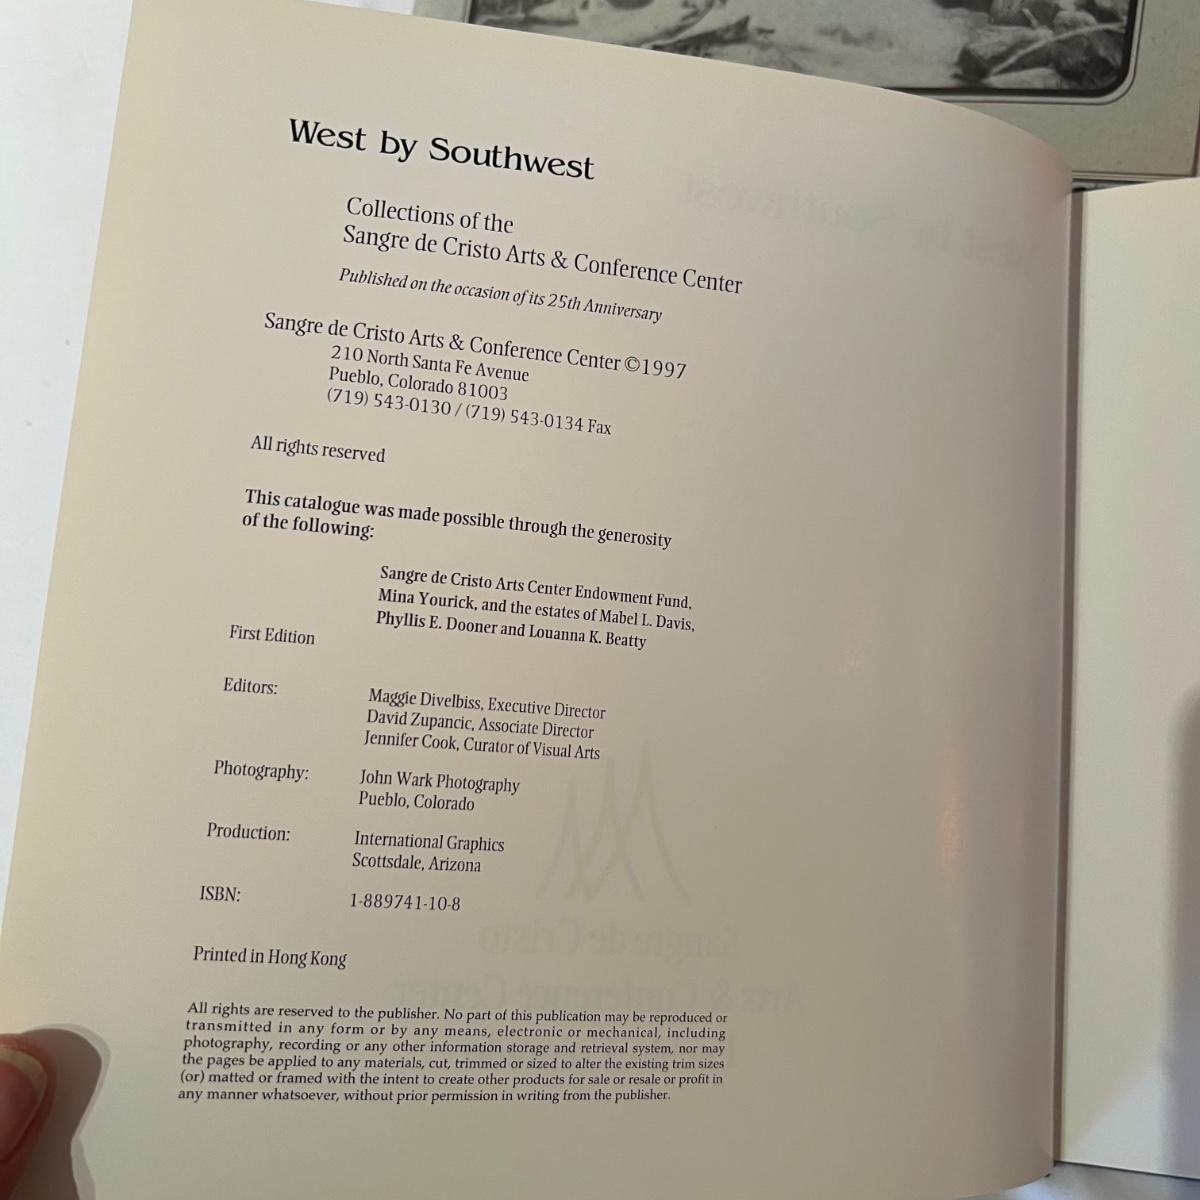 West by Southwest
Collections of the
Sangre de Cristo Arts & Conference Center
Published on the occasion of its 25th Anniversary
Sangre de Cristo Arts & Conference Center ©1997
210 North Santa Fe Avenue
Pueblo, Colorado 81003
(719) 543-0130 / (719) 543-0134 Fax
All rights reserved
This catalogue was made possible through the generosity
of the following:
Sangre de Cristo Arts Center Endowment Fund,
Mina Yourick, and the estates of Mabel L. Davis,
Phyllis E. Dooner and Louanna K. Beatty
First Edition
Editors: Maggie Divelbiss, Executive Director
David Zupancic, Associate Director
Jennifer Cook, Curator of Visual Arts
Photography: John Wark Photography
Pueblo, Colorado
Production: International Graphics
Scottsdale, Arizona
ISBN: 1-889741-10-8
Printed in Hong Kong
All rights are reserved to the publisher. No part of this publication may be reproduced or
transmitted in any form or by any means, electronic or mechanical, including
photography, recording or any other information storage and retrieval system, nor may
the pages be applied to any materials, cut, trimmed or sized to alter the existing trim sizes
(or) matted or framed with the intent to create other products for sale or resale or profit in
any manner whatsoever, without prior permission in writing from the publisher.